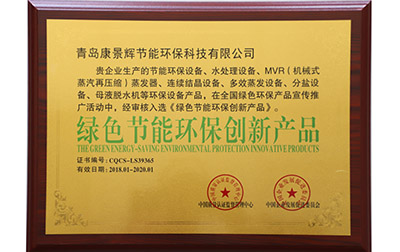 青岛康景辉节能环保科技有限公司
贵企业生产的节能环保设备、水处理设备、MVR（机械式
蒸汽再压缩）蒸发器、连续结晶设备、多效蒸发设备、分盐设
备、母液脱水机等环保设备产品，在全国绿色环保产品宣传推
广活动中，经审核入选《绿色节能环保创新产品》。
绿色节能环保创新产品
THE GREEN ENERGY-SAVING ENVIRONMENTAL PROTECTION INNOVATIVE PRODUCTS
证书编号：CQCS-LS39365
有效日期：2018.01-2020.01